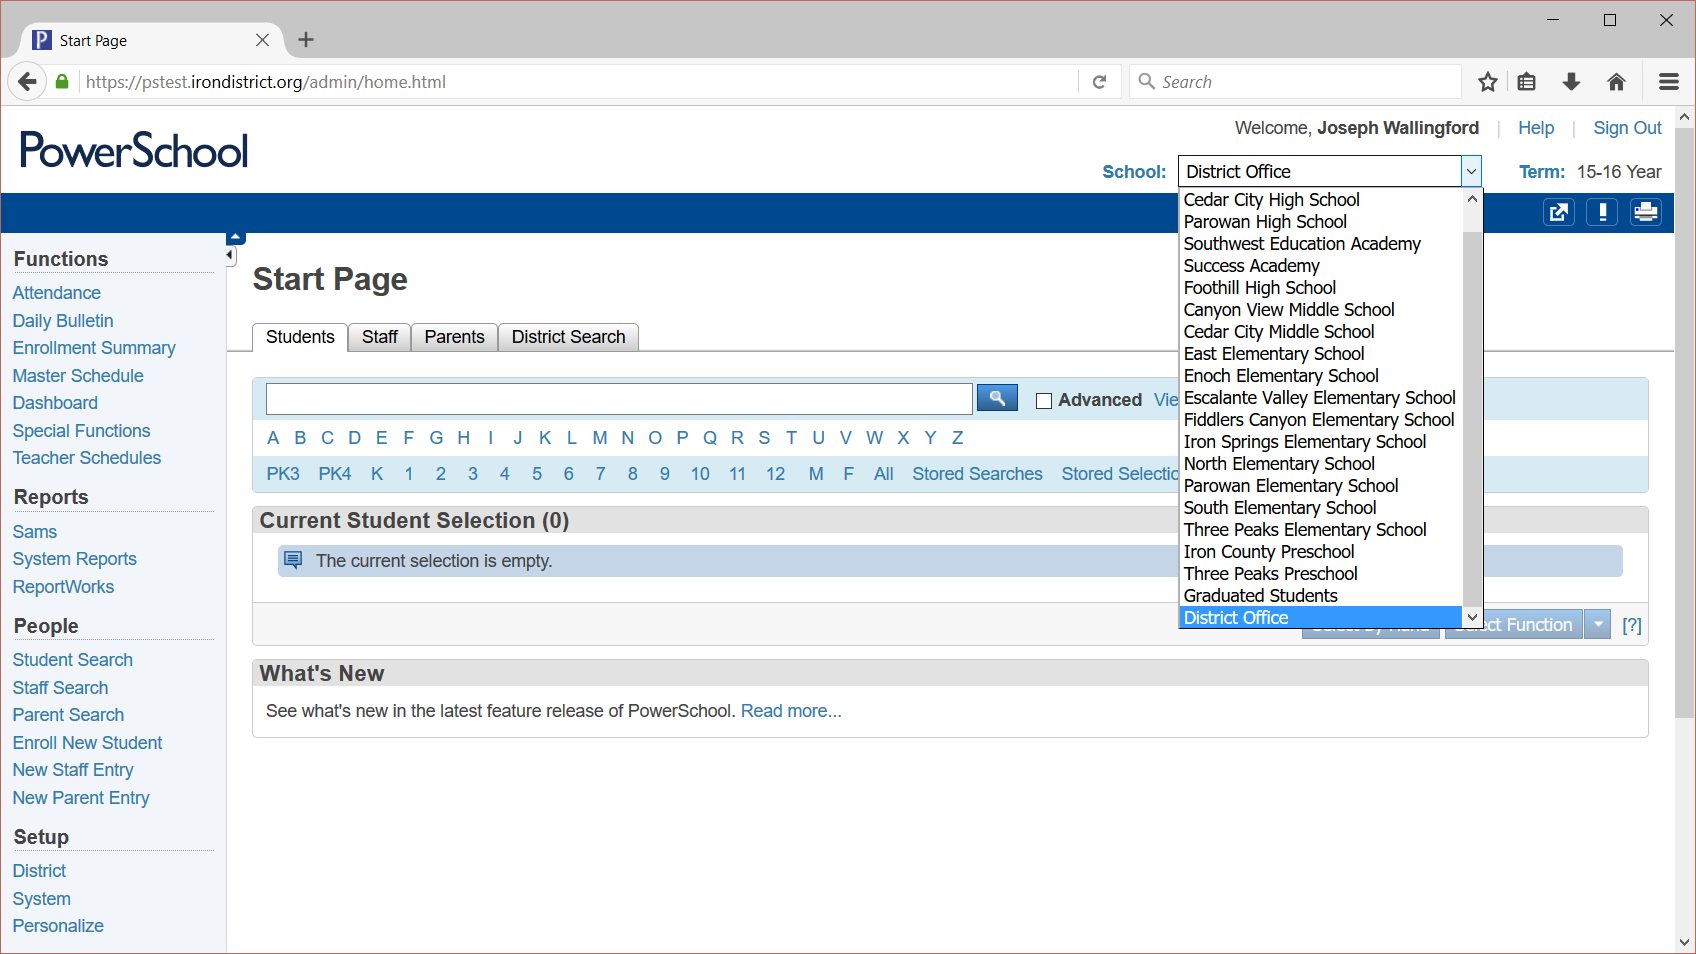 Start Page
https://pstest.irondistrict.org/admin/home.html
Search
PowerSchool
Welcome, Joseph Wallingford | Help | Sign Out
School: District Office
Term: 15-16 Year
Cedar City High School
Parowan High School
Southwest Education Academy
Success Academy
Foothill High School
Canyon View Middle School
Cedar City Middle School
East Elementary School
Enoch Elementary School
Escalante Valley Elementary School
Fiddlers Canyon Elementary School
Iron Springs Elementary School
North Elementary School
Parowan Elementary School
South Elementary School
Three Peaks Elementary School
Iron County Preschool
Three Peaks Preschool
Graduated Students
District Office
Functions
Attendance
Daily Bulletin
Enrollment Summary
Master Schedule
Dashboard
Special Functions
Teacher Schedules
Reports
Sams
System Reports
ReportWorks
People
Student Search
Staff Search
Parent Search
Enroll New Student
New Staff Entry
New Parent Entry
Setup
District
System
Personalize
Start Page
Students Staff Parents District Search
Advanced Vie
A B C D E F G H I J K L M N O P Q R S T U V W X Y Z
PK3 PK4 K 1 2 3 4 5 6 7 8 9 10 11 12 M F All Stored Searches Stored Selectio
Current Student Selection (0)
The current selection is empty.
Function [?]
What's New
See what's new in the latest feature release of PowerSchool. Read more...